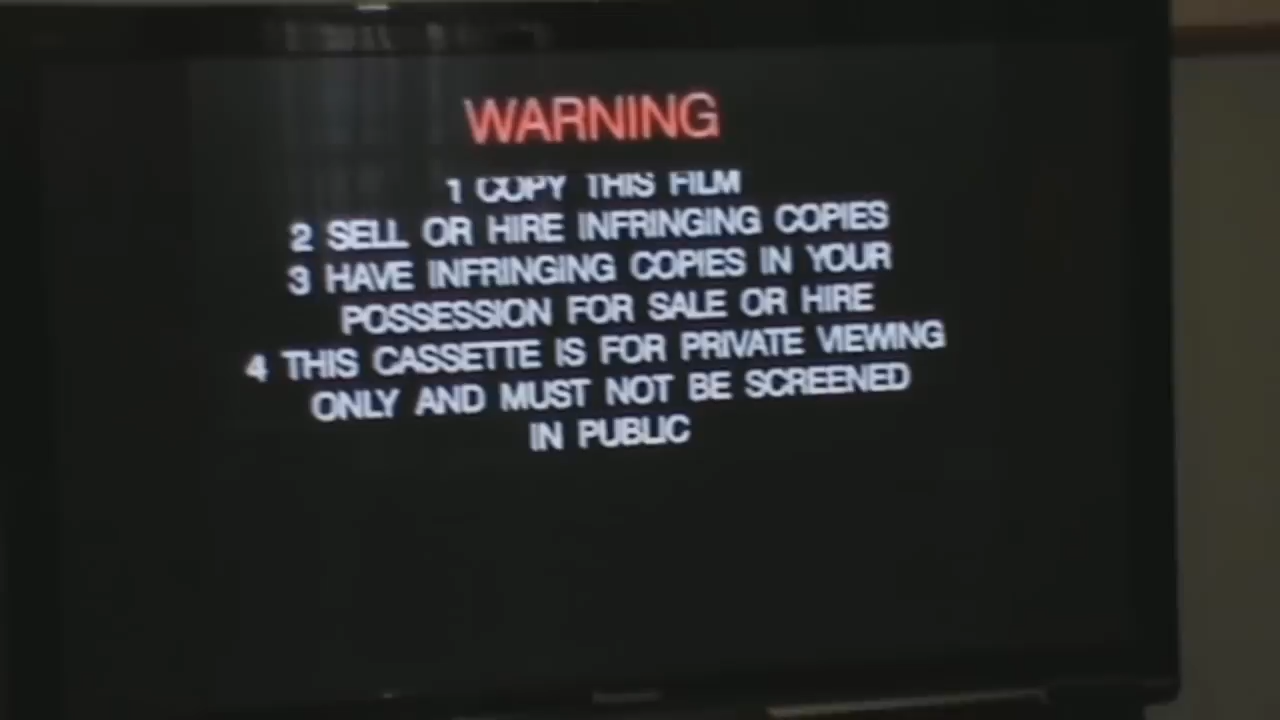 WARNING
1 COPY THIS FILM
2 SELL OR HIRE INFRINGING COPIES
3 HAVE INFRINGING COPIES IN YOUR
POSSESSION FOR SALE OR HIRE
4 THIS CASSETTE IS FOR PRIVATE VIEWING
ONLY AND MUST NOT BE SCREENED
IN PUBLIC